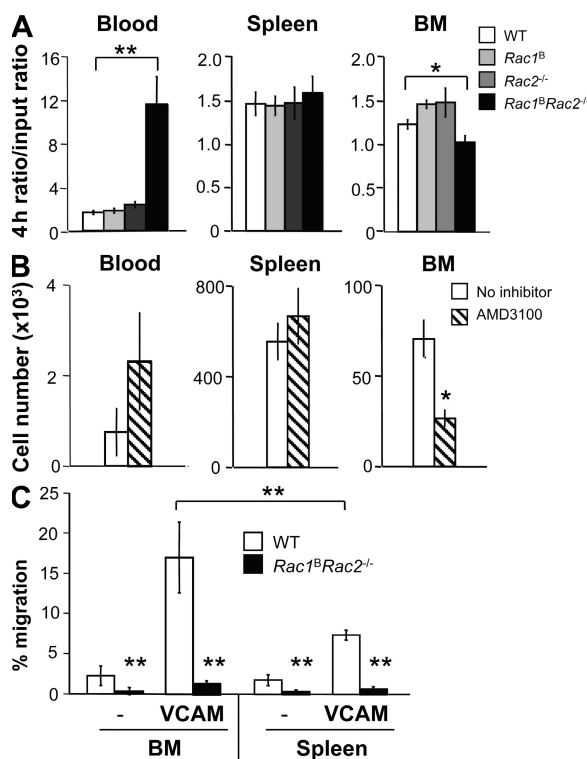 A Blood Spleen BM
4h ratio/input ratio
16
12
8
4
0
**
2.0
1.5
1.0
0.5
0
2.0
1.5
1.0
0.5
0
*
WT
Rac1ᴮ
Rac2⁻/⁻
Rac1ᴮRac2⁻/⁻
B Blood Spleen BM
Cell number (x10³)
4
2
0
800
400
0
100
50
0
*
No inhibitor
AMD3100
C
% migration
25
20
15
10
5
0
**
WT
Rac1ᴮRac2⁻/⁻
** ** ** **
- VCAM - VCAM
BM Spleen